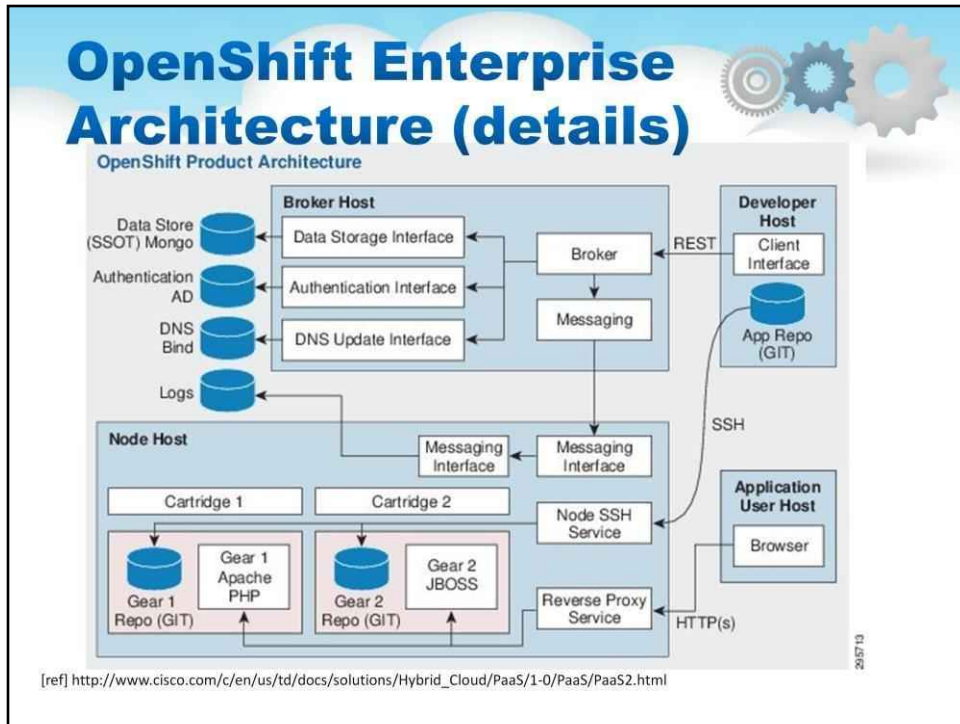 OpenShift Enterprise
Architecture (details)
OpenShift Product Architecture
Broker Host
Developer
Host
Data Store
(SSOT) Mongo
Data Storage Interface
Broker
REST
Client
Interface
Authentication
AD
Authentication Interface
Messaging
App Repo
(GIT)
DNS
Bind
DNS Update Interface
Logs
SSH
Node Host
Messaging
Interface
Messaging
Interface
Cartridge 1
Cartridge 2
Node SSH
Service
Application
User Host
Browser
Gear 1
Repo (GIT)
Gear 1
Apache
PHP
Gear 2
Repo (GIT)
Gear 2
JBOSS
Reverse Proxy
Service
HTTP(s)
295713
[ref] http://www.cisco.com/c/en/us/td/docs/solutions/Hybrid_Cloud/PaaS/1-0/PaaS/PaaS2.html